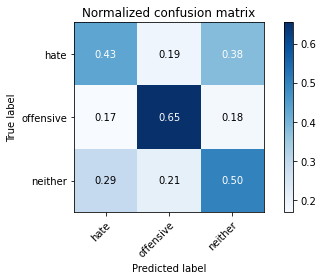 Normalized confusion matrix
True label
hate 0.43 0.19 0.38
offensive 0.17 0.65 0.18
neither 0.29 0.21 0.50
hate offensive neither
Predicted label
0.6
0.5
0.4
0.3
0.2